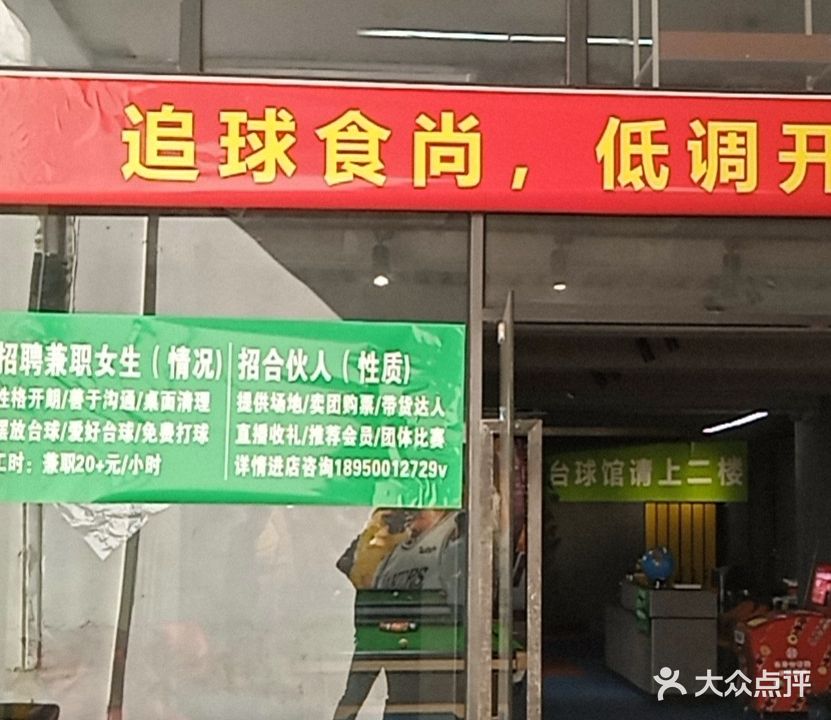 追球食尚，低调开
招聘兼职女生（情况）
性格开朗/善于沟通/桌面清理
摆放台球/爱好台球/免费打球
工时：兼职20+元/小时
招合伙人（性质）
提供场地/卖团购票/带货达人
直播收礼/推荐会员/团体比赛
详情进店咨询18950012729v
台球馆请上二楼
大众点评